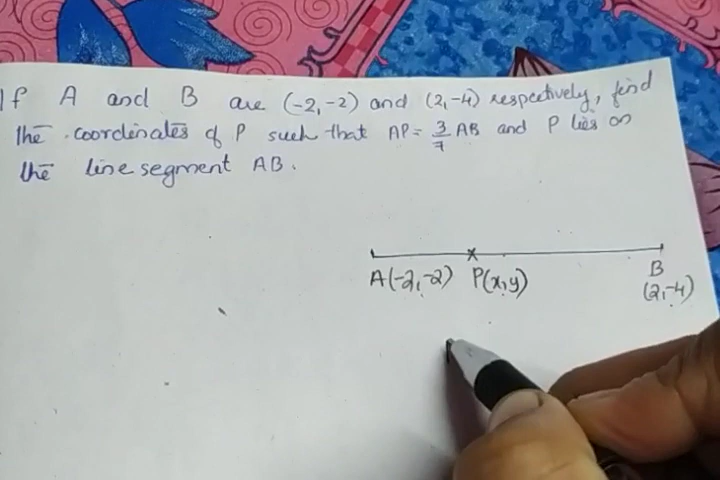 If A and B are (-2,-2) and (2,-4) respectively, find
the coordinates of P such that AP = 3/7 AB and P lies on
the line segment AB.
A(-2,-2) P(x,y) B
(2,-4)